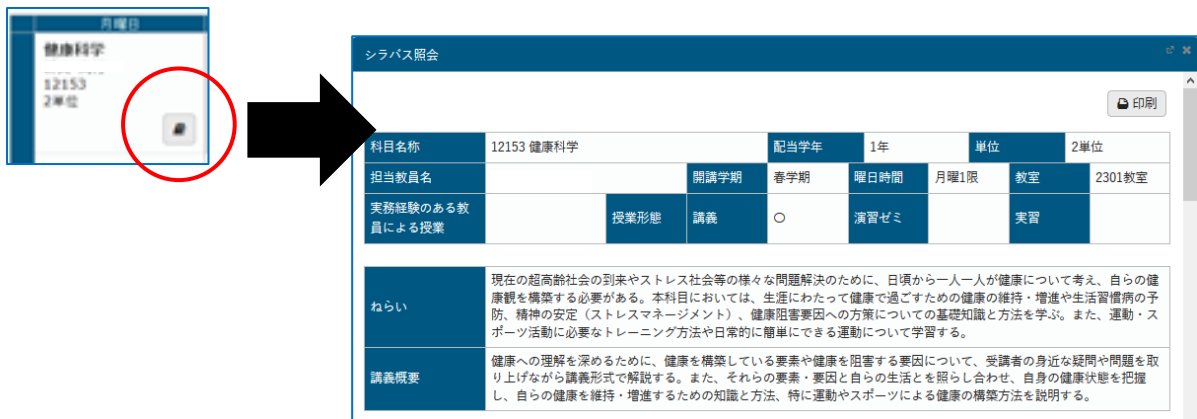 月曜日
健康科学
12153
2単位
シラバス照会
印刷
科目名称 12153 健康科学 配当学年 1年 単位 2単位
担当教員名 開講学期 春学期 曜日時間 月曜1限 教室 2301教室
実務経験のある教
員による授業 授業形態 講義 ○ 演習ゼミ 実習
ねらい
現在の超高齢社会の到来やストレス社会等の様々な問題解決のために、日頃から一人一人が健康について考え、自らの健
康観を構築する必要がある。本科目においては、生涯にわたって健康で過ごすための健康の維持・増進や生活習慣病の予
防、精神の安定（ストレスマネージメント）、健康阻害要因への方策についての基礎知識と方法を学ぶ。また、運動・ス
ポーツ活動に必要なトレーニング方法や日常的に簡単にできる運動について学習する。
講義概要
健康への理解を深めるために、健康を構築している要素や健康を阻害する要因について、受講者の身近な疑問や問題を取
り上げながら講義形式で解説する。また、それらの要素・要因と自らの生活とを照らし合わせ、自身の健康状態を把握
し、自らの健康を維持・増進するための知識と方法、特に運動やスポーツによる健康の構築方法を説明する。